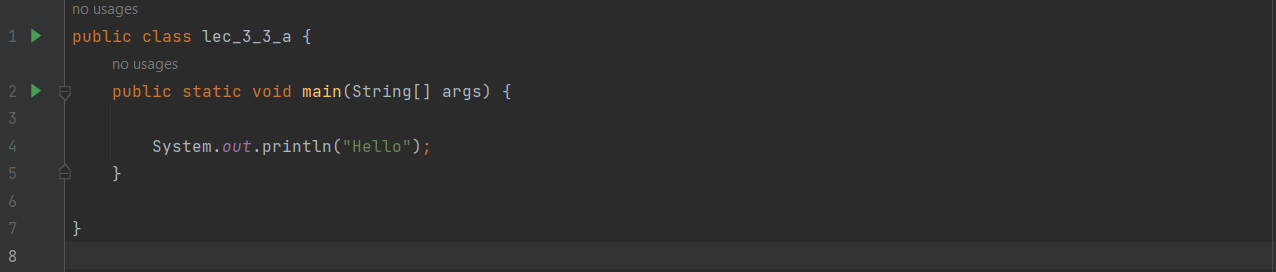 no usages
1 public class lec_3_3_a {
no usages
2 public static void main(String[] args) {
3
4 System.out.println("Hello");
5 }
6
7 }
8